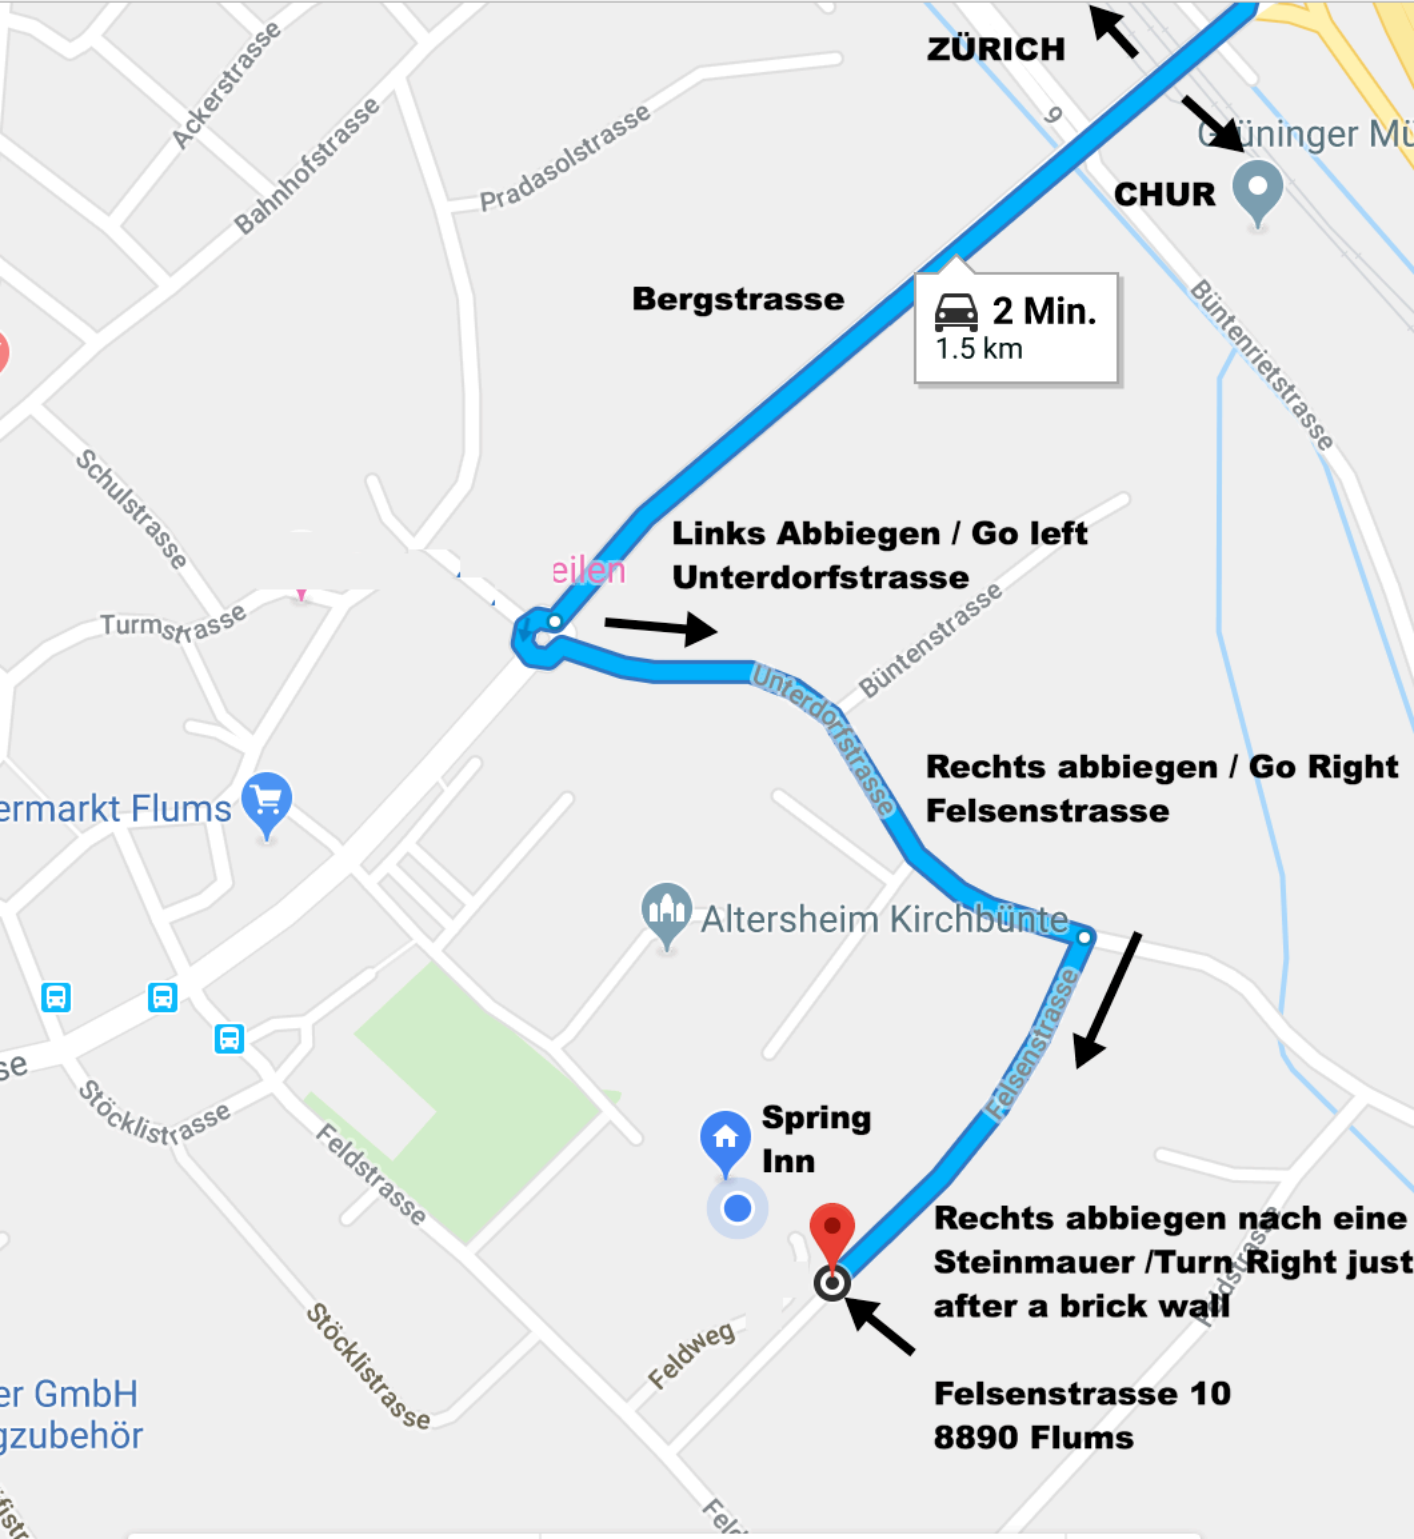 ZÜRICH
Ackerstrasse
Bahnhofstrasse
Pradasolstrasse
9
CHUR
Bergstrasse
2 Min.
1.5 km
Büntenrietstrasse
Schulstrasse
Links Abbiegen / Go left
Unterdorfstrasse
eilen
Turmstrasse
Büntenstrasse
Unterdorfstrasse
Rechts abbiegen / Go Right
Felsenstrasse
ermarkt Flums
Altersheim Kirchbünte
Felsenstrasse
se
Stöcklistrasse
Feldstrasse
Spring
Inn
Rechts abbiegen nach eine
Steinmauer /Turn Right just
after a brick wall
Feldstrasse
Stöcklistrasse
Feldweg
er GmbH
gzubehör
Felsenstrasse 10
8890 Flums
Feld